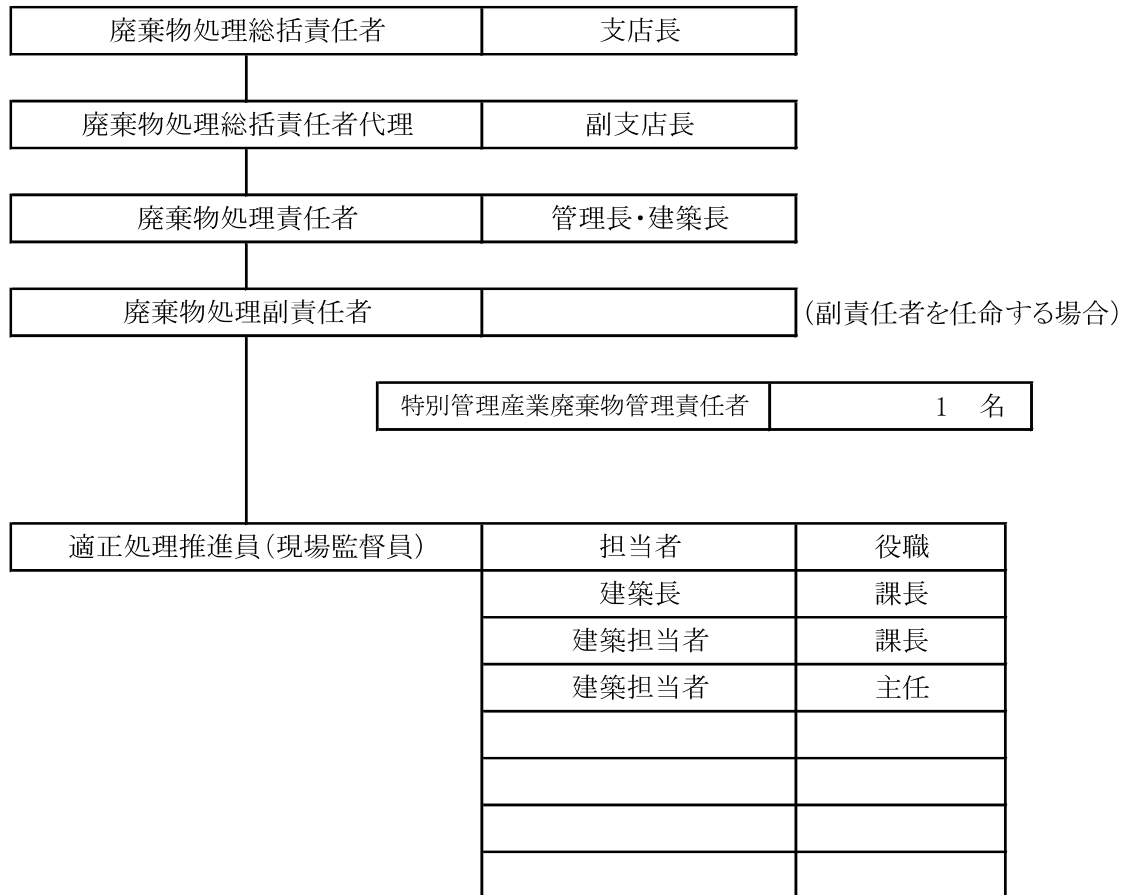 廃棄物処理総括責任者 支店長
廃棄物処理総括責任者代理 副支店長
廃棄物処理責任者 管理長・建築長
廃棄物処理副責任者 (副責任者を任命する場合)
特別管理産業廃棄物管理責任者 1 名
適正処理推進員(現場監督員) 担当者 役職
建築長 課長
建築担当者 課長
建築担当者 主任